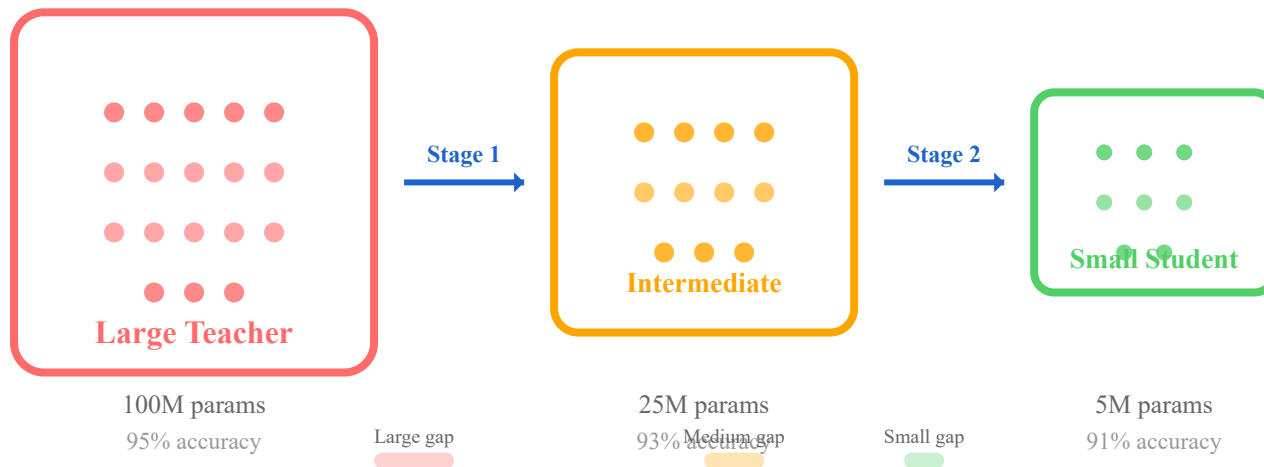 Stage 1
Stage 2
Small Student
Intermediate
Large Teacher
100M params
25M params
5M params
95% accuracy
Large gap
93% accuracy
Medium gap
Small gap
91% accuracy